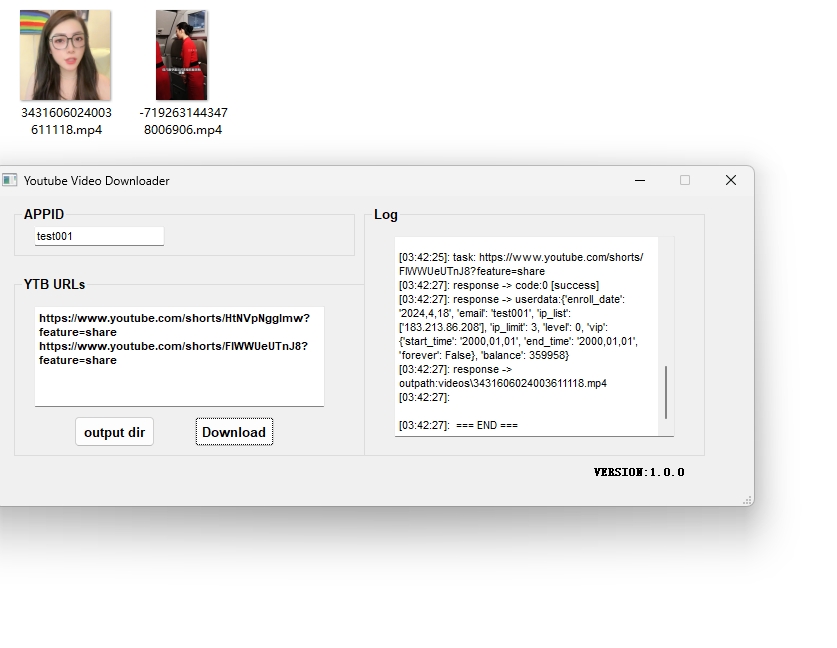 3431606024003
611118.mp4
-719263144347
8006906.mp4
Youtube Video Downloader
APPID
test001
YTB URLs
https://www.youtube.com/shorts/HtNVpNggImw?
feature=share
https://www.youtube.com/shorts/FlWWUeUTnJ8?
feature=share
output dir
Download
Log
[03:42:25]: task: https://www.youtube.com/shorts/
FlWWUeUTnJ8?feature=share
[03:42:27]: response -> code:0 [success]
[03:42:27]: response -> userdata:{'enroll_date':
'2024,4,18', 'email': 'test001', 'ip_list':
['183.213.86.208'], 'ip_limit': 3, 'level': 0, 'vip':
{'start_time': '2000,01,01', 'end_time': '2000,01,01',
'forever': False}, 'balance': 359958}
[03:42:27]: response ->
outpath:videos\3431606024003611118.mp4
[03:42:27]:
[03:42:27]: === END ===
VERSION:1.0.0